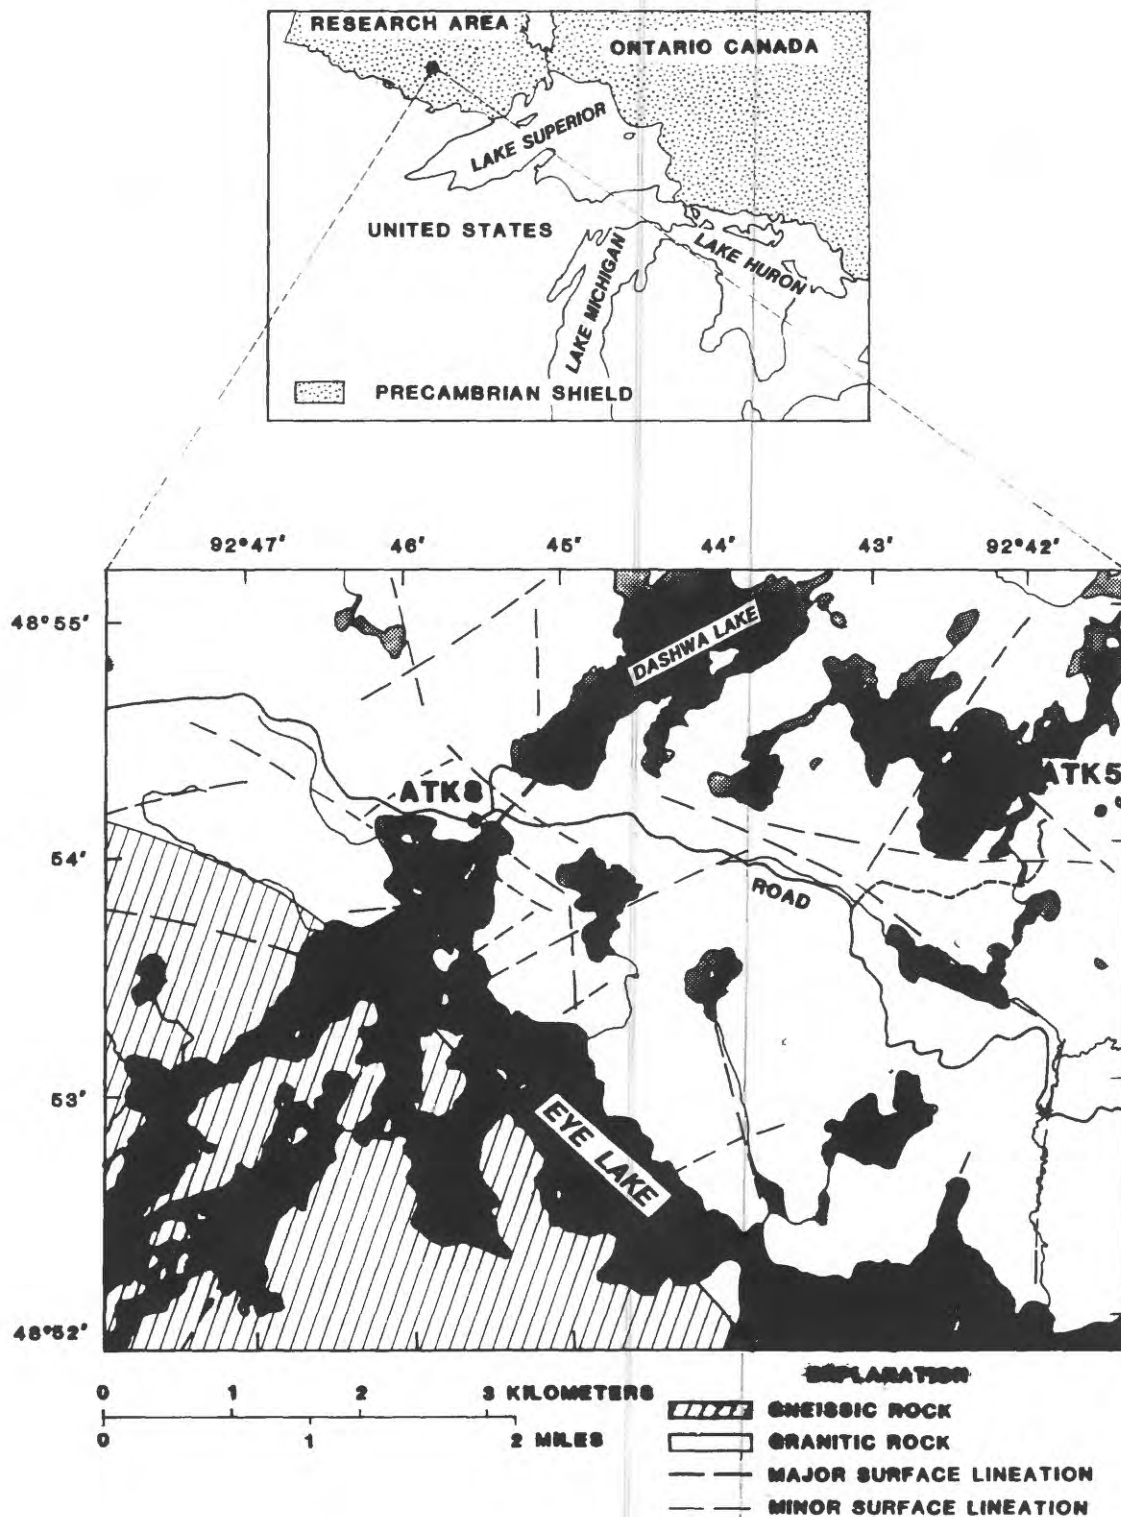 RESEARCH AREA
ONTARIO CANADA
LAKE SUPERIOR
UNITED STATES
LAKE MICHIGAN
LAKE HURON
PRECAMBRIAN SHIELD
92°47' 46' 45' 44' 43' 92°42'
48°55'
DASHWA LAKE
ATK8
ATK5
54'
ROAD
53'
EYE LAKE
48°52'
0 1 2 3 KILOMETERS
0 1 2 MILES
EXPLANATION
GNEISSIC ROCK
GRANITIC ROCK
MAJOR SURFACE LINEATION
MINOR SURFACE LINEATION